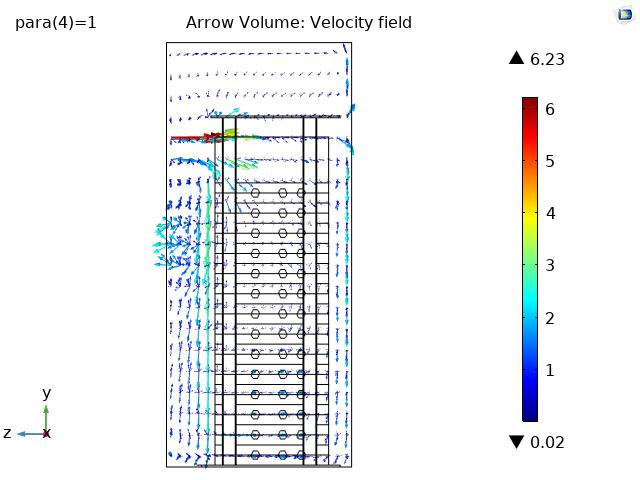 para(4)=1
Arrow Volume: Velocity field
▲ 6.23
6
5
4
3
2
1
▼ 0.02
y
z
x